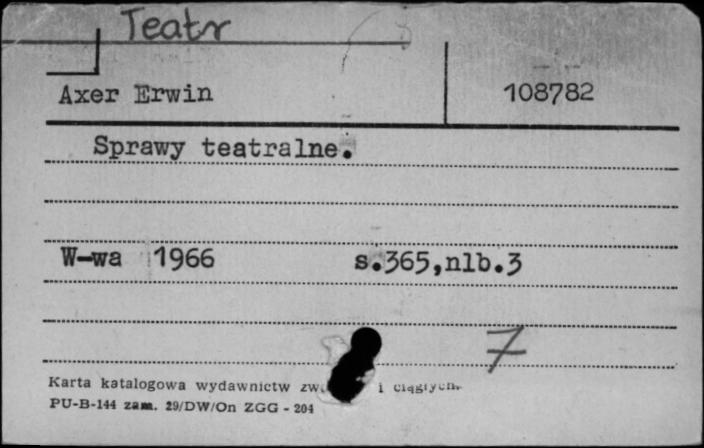 Teatr
Axer Erwin 108782
Sprawy teatralne.
W-wa 1966 s.365,nlb.3
7
Karta katalogowa wydawnictw i ciągłych.
PU-B-144 zam. 29/DW/On ZGG - 204